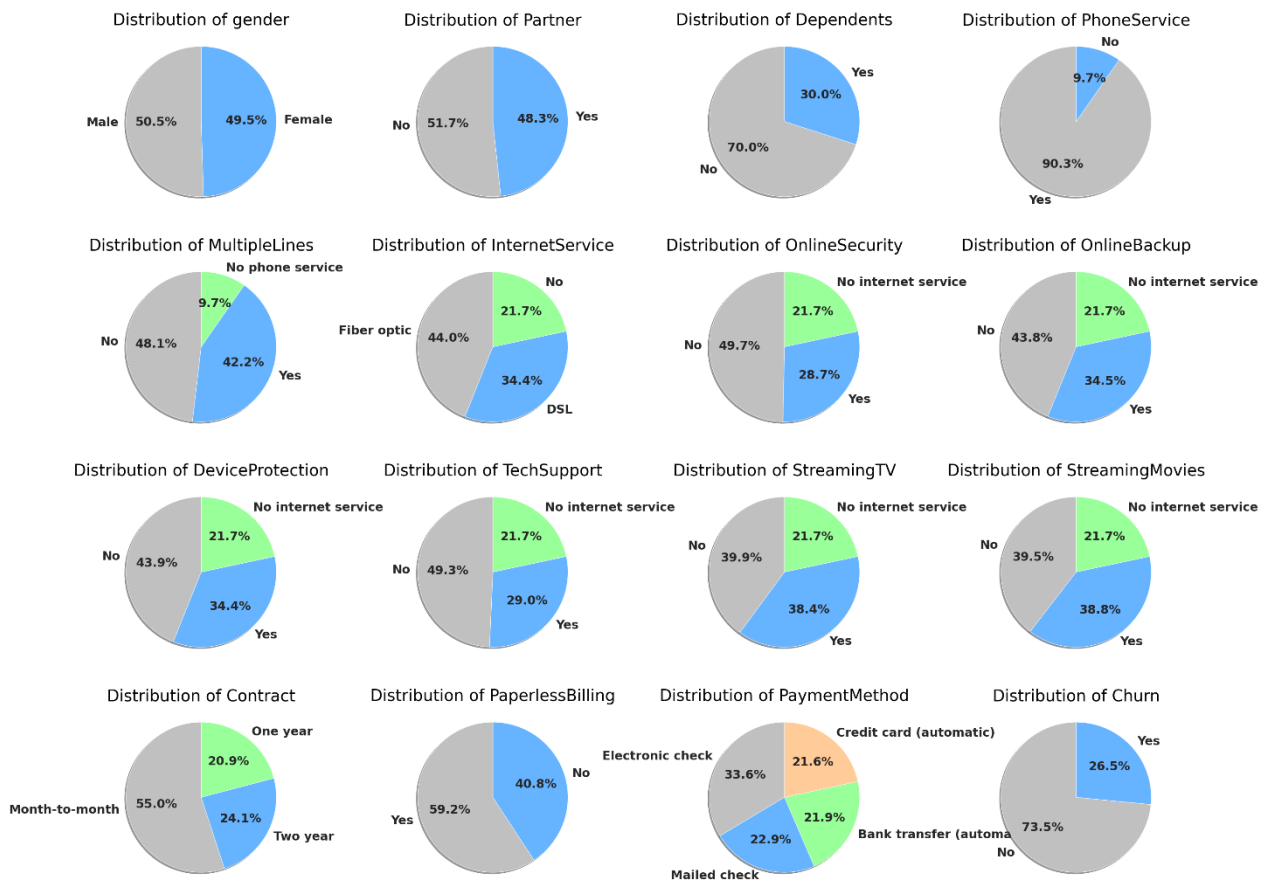 Distribution of gender
Male
50.5%
49.5%
Female
Distribution of Partner
No
51.7%
48.3%
Yes
Distribution of Dependents
Yes
30.0%
70.0%
No
Distribution of PhoneService
No
9.7%
90.3%
Yes
Distribution of MultipleLines
No phone service
9.7%
No
48.1%
42.2%
Yes
Distribution of InternetService
No
21.7%
Fiber optic
44.0%
34.4%
DSL
Distribution of OnlineSecurity
No internet service
21.7%
No
49.7%
28.7%
Yes
Distribution of OnlineBackup
No internet service
21.7%
No
43.8%
34.5%
Yes
Distribution of DeviceProtection
No internet service
21.7%
No
43.9%
34.4%
Yes
Distribution of TechSupport
No internet service
21.7%
No
49.3%
29.0%
Yes
Distribution of StreamingTV
No internet service
21.7%
No
39.9%
38.4%
Yes
Distribution of StreamingMovies
No internet service
21.7%
No
39.5%
38.8%
Yes
Distribution of Contract
One year
20.9%
Month-to-month
55.0%
24.1%
Two year
Distribution of PaperlessBilling
No
40.8%
59.2%
Yes
Distribution of PaymentMethod
Credit card (automatic)
21.6%
Electronic check
33.6%
21.9%
Bank transfer (automa
22.9%
Mailed check
Distribution of Churn
Yes
26.5%
73.5%
No